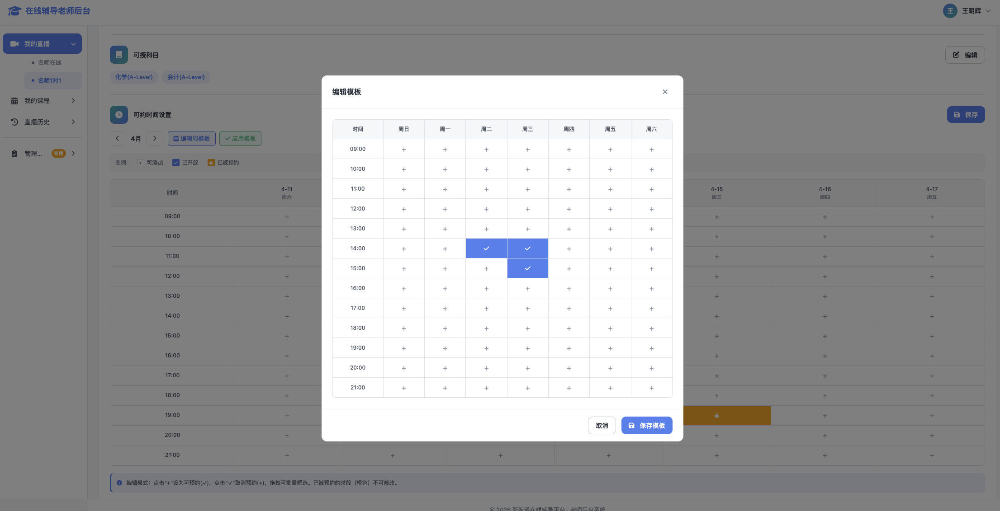 在线辅导老师后台
王 王明辉
我的直播
名师在线
名师1对1
我的课程
直播历史
管理... 管理
可授科目
编辑
化学(A-Level) 会计(A-Level)
可约时间设置
保存
4月 编辑周模板 应用模板
图例: + 可添加 已开放 已被预约
时间 4-11 周六 4-15 周三 4-16 周四 4-17 周五
09:00 + + + +
10:00 + + + +
11:00 + + + +
12:00 + + + +
13:00 + + + +
14:00 + + + +
15:00 + + + +
16:00 + + + +
17:00 + + + +
18:00 + + + +
19:00 + + +
20:00 + + + +
21:00 + + + + + + +
编辑模式：点击"+"设为可预约(✓)，点击"✓"取消预约(+)，拖拽可批量框选。已被预约的时段（橙色）不可修改。
© 2026 新航道在线辅导平台 · 老师后台系统
编辑模板 ×
时间 周日 周一 周二 周三 周四 周五 周六
09:00 + + + + + + +
10:00 + + + + + + +
11:00 + + + + + + +
12:00 + + + + + + +
13:00 + + + + + + +
14:00 + + ✓ ✓ + + +
15:00 + + + ✓ + + +
16:00 + + + + + + +
17:00 + + + + + + +
18:00 + + + + + + +
19:00 + + + + + + +
20:00 + + + + + + +
21:00 + + + + + + +
取消 保存模板